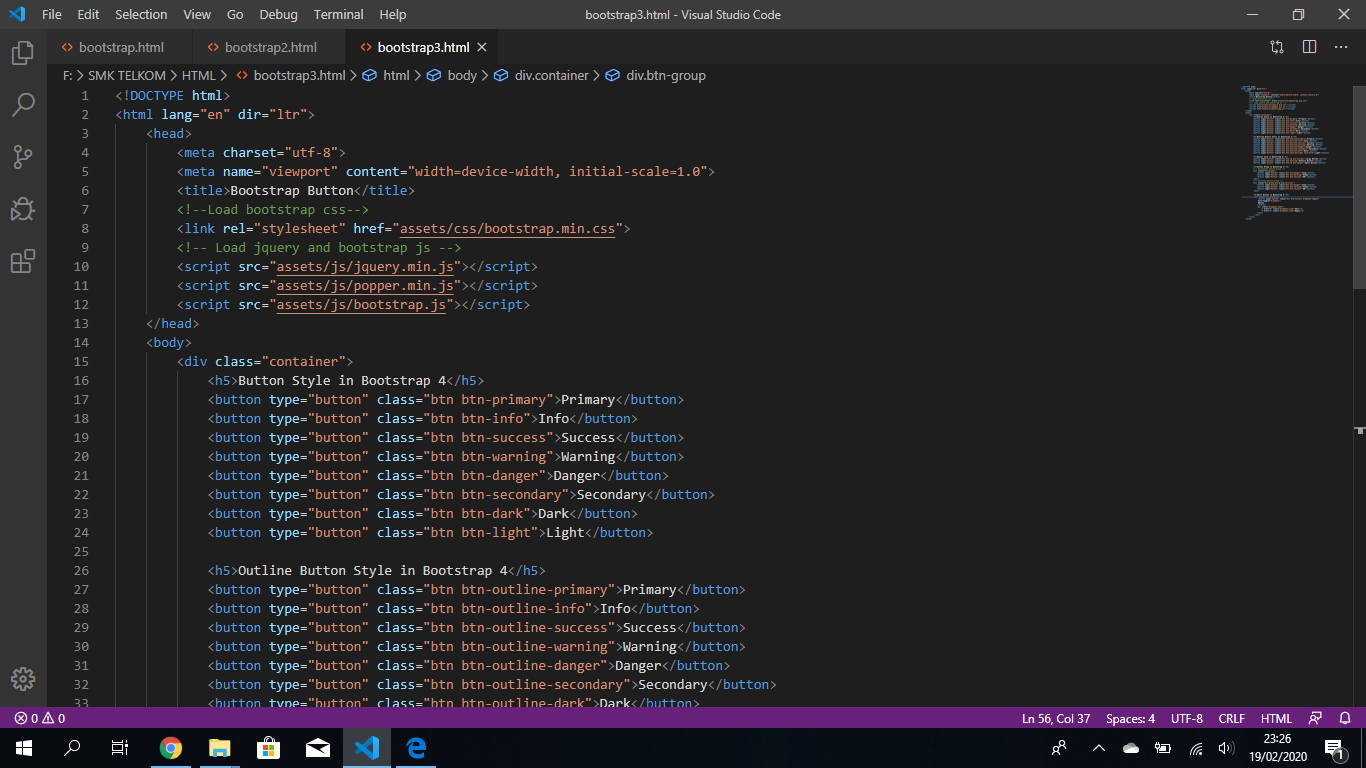 File Edit Selection View Go Debug Terminal Help bootstrap3.html - Visual Studio Code
bootstrap.html bootstrap2.html bootstrap3.html
F: > SMK TELKOM > HTML > bootstrap3.html > html > body > div.container > div.btn-group
1 <!DOCTYPE html>
2 <html lang="en" dir="ltr">
3 <head>
4 <meta charset="utf-8">
5 <meta name="viewport" content="width=device-width, initial-scale=1.0">
6 <title>Bootstrap Button</title>
7 <!--Load bootstrap css-->
8 <link rel="stylesheet" href="assets/css/bootstrap.min.css">
9 <!-- Load jquery and bootstrap js -->
10 <script src="assets/js/jquery.min.js"></script>
11 <script src="assets/js/popper.min.js"></script>
12 <script src="assets/js/bootstrap.js"></script>
13 </head>
14 <body>
15 <div class="container">
16 <h5>Button Style in Bootstrap 4</h5>
17 <button type="button" class="btn btn-primary">Primary</button>
18 <button type="button" class="btn btn-info">Info</button>
19 <button type="button" class="btn btn-success">Success</button>
20 <button type="button" class="btn btn-warning">Warning</button>
21 <button type="button" class="btn btn-danger">Danger</button>
22 <button type="button" class="btn btn-secondary">Secondary</button>
23 <button type="button" class="btn btn-dark">Dark</button>
24 <button type="button" class="btn btn-light">Light</button>
25
26 <h5>Outline Button Style in Bootstrap 4</h5>
27 <button type="button" class="btn btn-outline-primary">Primary</button>
28 <button type="button" class="btn btn-outline-info">Info</button>
29 <button type="button" class="btn btn-outline-success">Success</button>
30 <button type="button" class="btn btn-outline-warning">Warning</button>
31 <button type="button" class="btn btn-outline-danger">Danger</button>
32 <button type="button" class="btn btn-outline-secondary">Secondary</button>
33 <button type="button" class="btn btn-outline-dark">Dark</button>
0 0 Ln 56, Col 37 Spaces: 4 UTF-8 CRLF HTML
23:26
19/02/2020
1